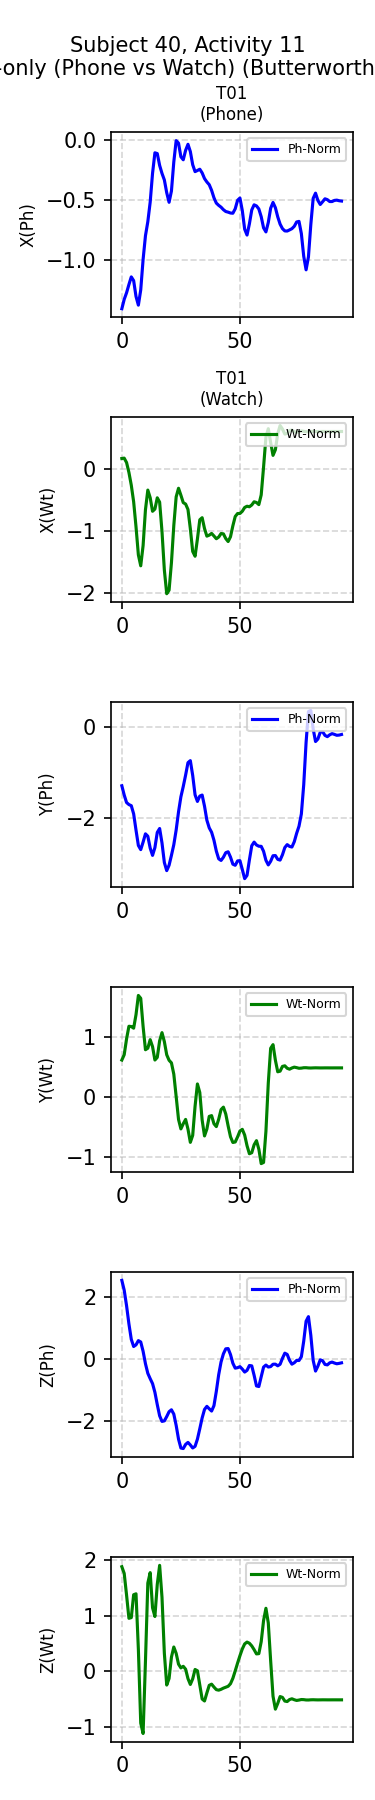 Subject 40, Activity 11
-only (Phone vs Watch) (Butterworth
T01
(Phone)
Ph-Norm
0.0
−0.5
−1.0
X(Ph)
0
50
T01
(Watch)
Wt-Norm
0
−1
−2
X(Wt)
0
50
Ph-Norm
0
−2
Y(Ph)
0
50
Wt-Norm
1
0
−1
Y(Wt)
0
50
Ph-Norm
2
0
−2
Z(Ph)
0
50
Wt-Norm
2
1
0
−1
Z(Wt)
0
50